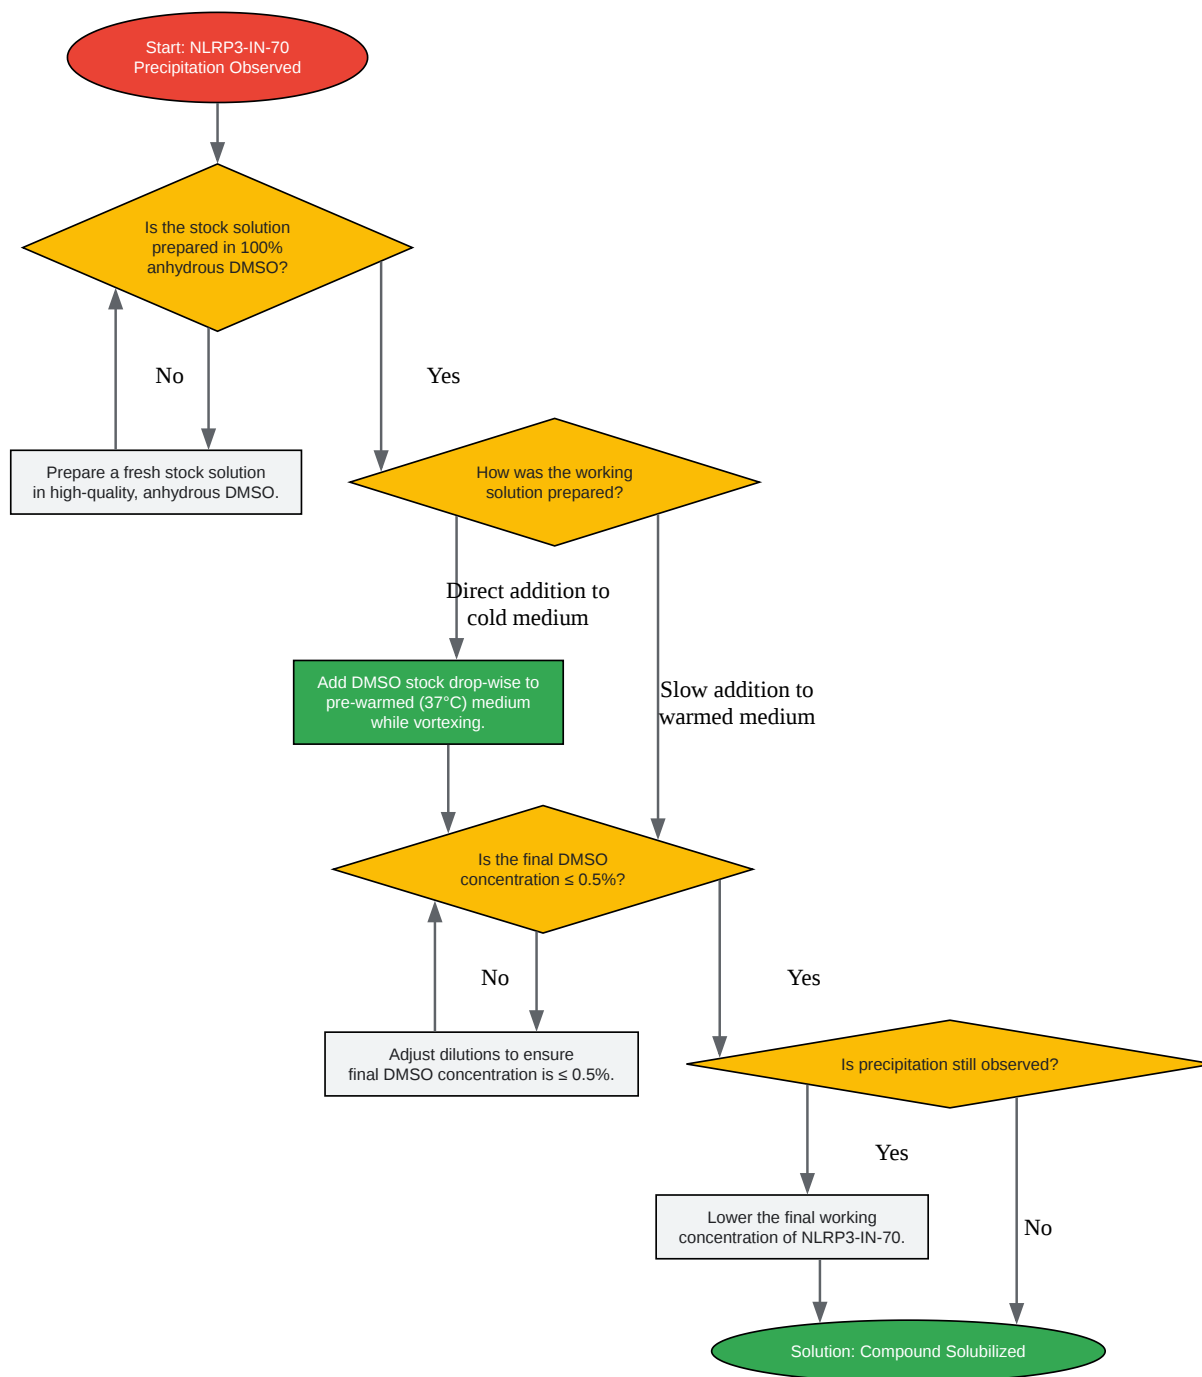 Start: NLRP3-IN-70
Precipitation Observed
Is the stock solution
prepared in 100%
anhydrous DMSO?
No
Yes
Prepare a fresh stock solution
in high-quality, anhydrous DMSO.
How was the working
solution prepared?
Direct addition to
cold medium
Add DMSO stock drop-wise to
pre-warmed (37°C) medium
while vortexing.
Slow addition to
warmed medium
Is the final DMSO
concentration ≤ 0.5%?
No
Yes
Adjust dilutions to ensure
final DMSO concentration is ≤ 0.5%.
Is precipitation still observed?
Yes
Lower the final working
concentration of NLRP3-IN-70.
No
Solution: Compound Solubilized